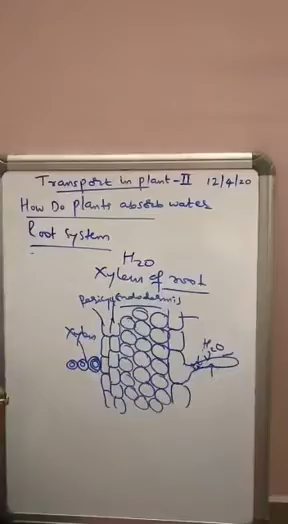 Transport in plant-II 12/4/20
How Do Plants absorb water
Root system
H2O
Xylem of root
Pericycle Endodermis
Xylem
H2O